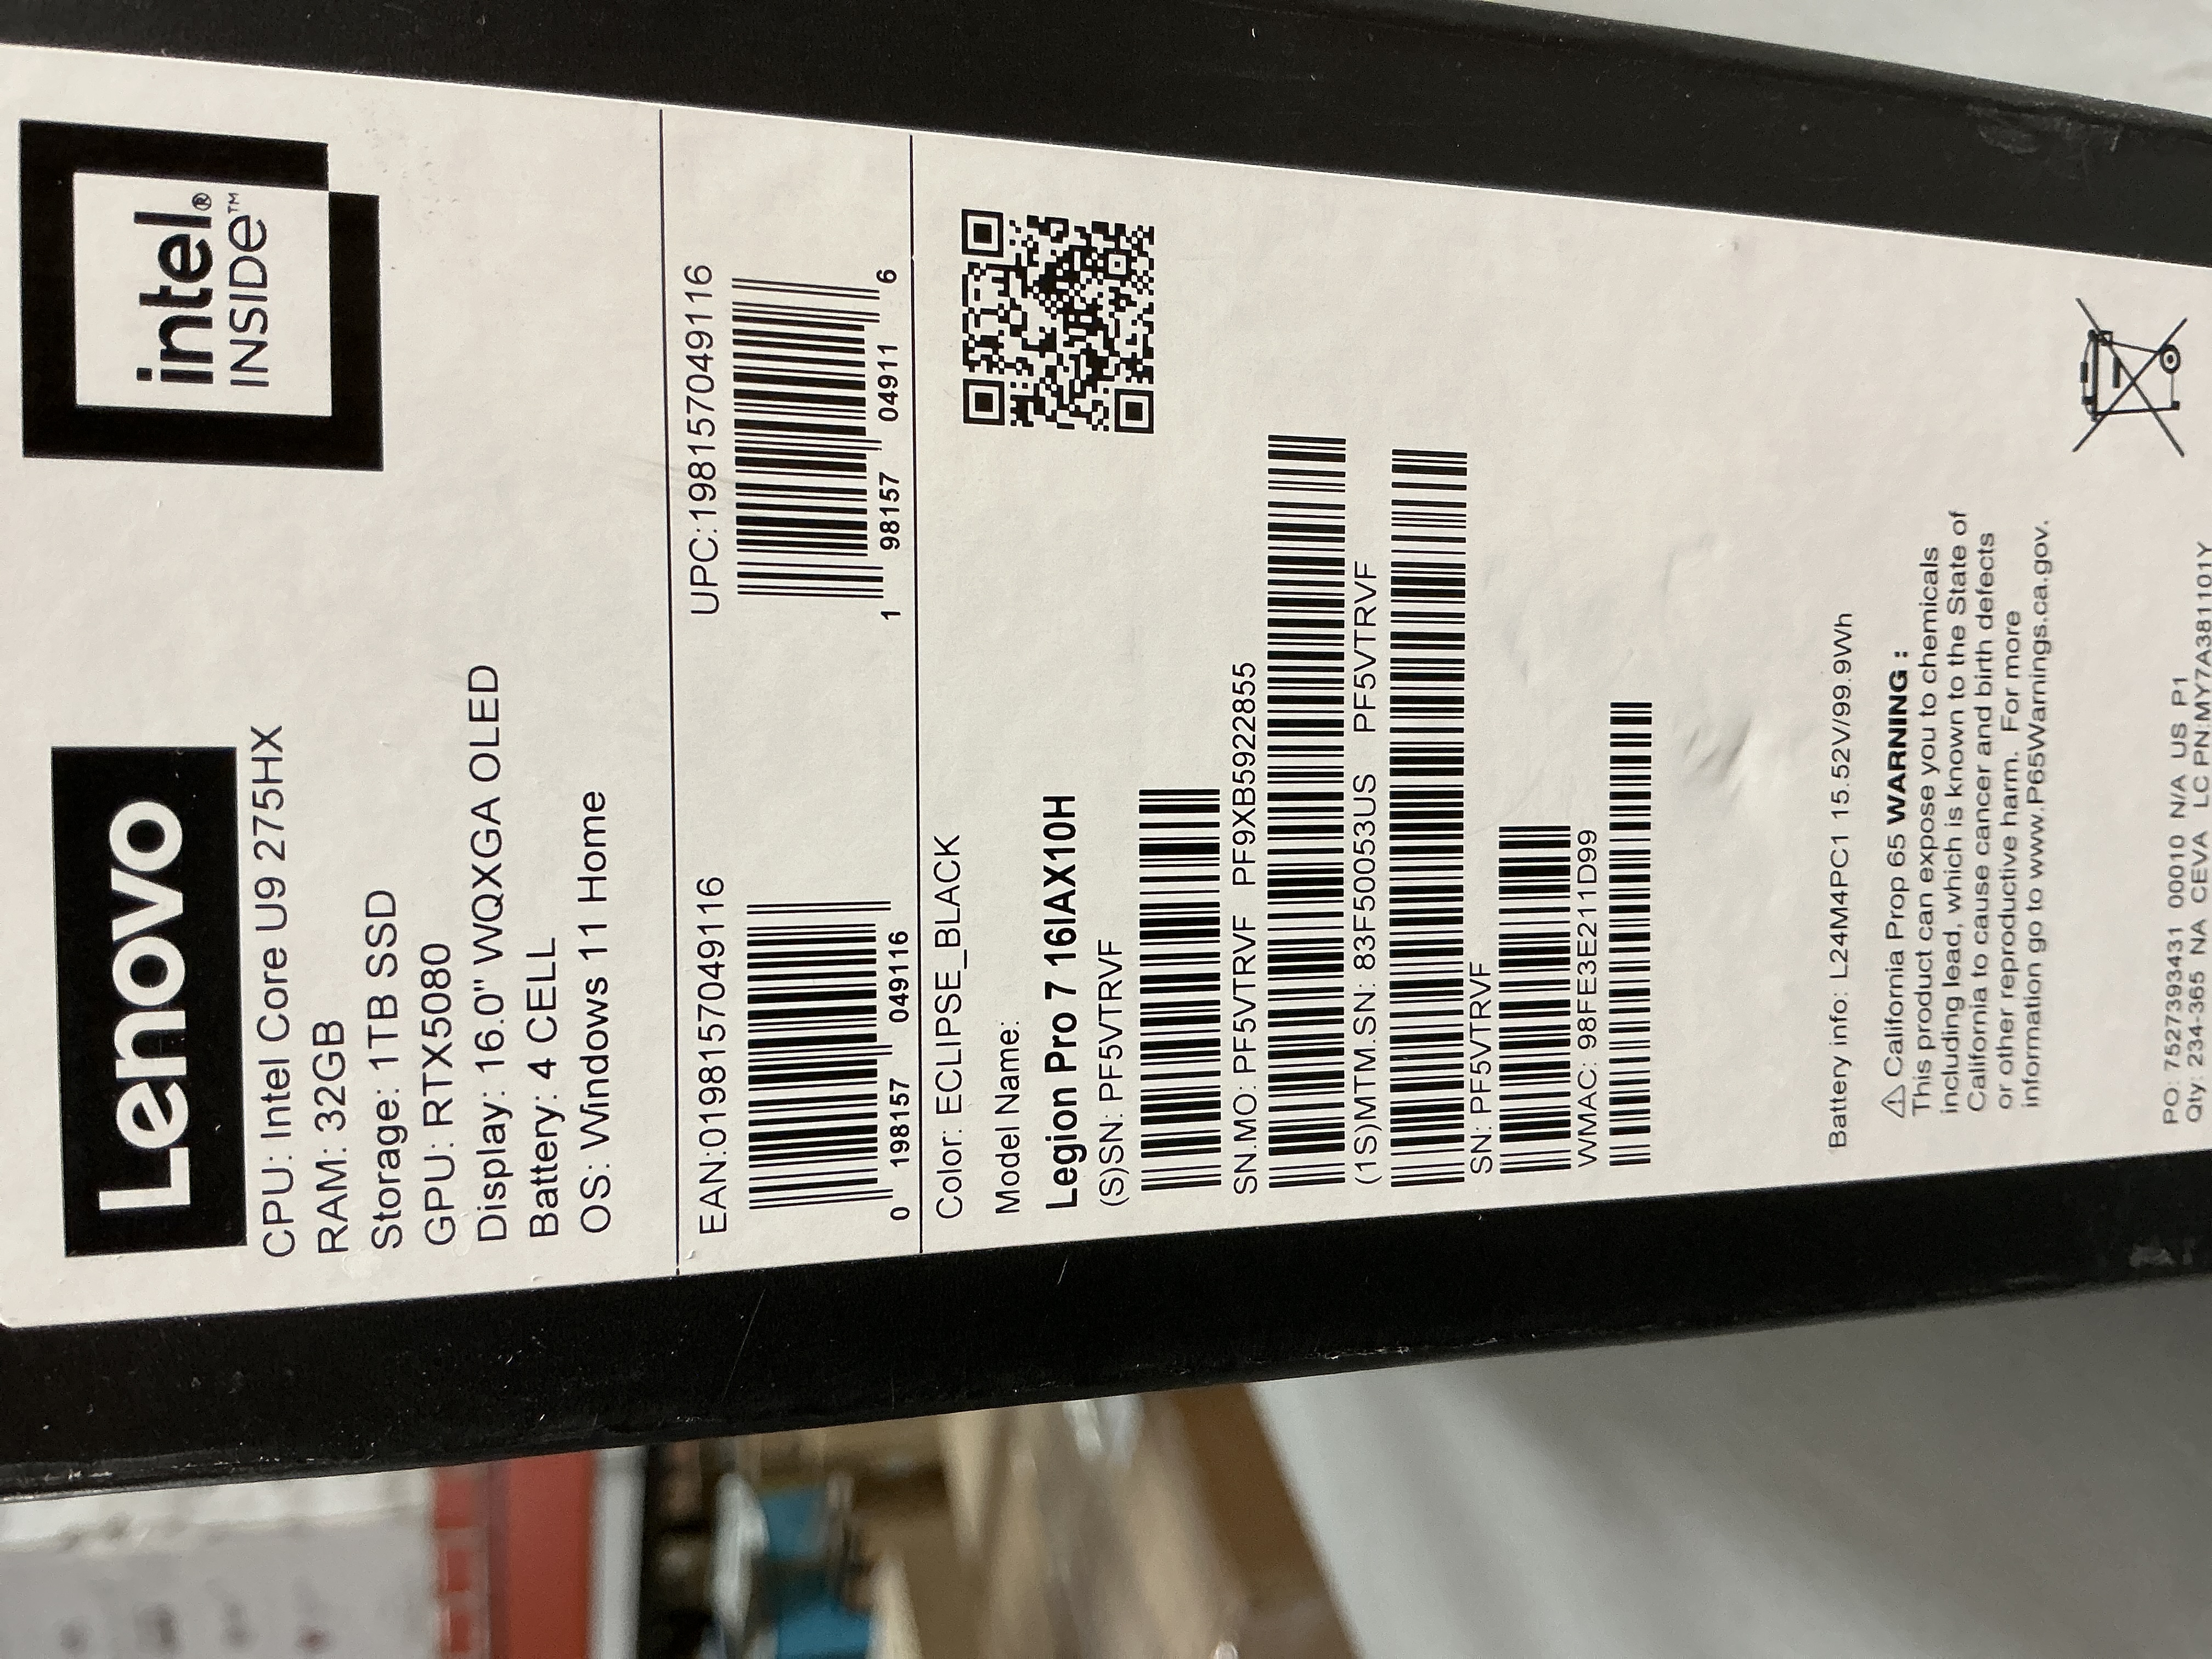 Lenovo
intel®
INSIDE™
CPU: Intel Core U9 275HX
RAM: 32GB
Storage: 1TB SSD
GPU: RTX5080
Display: 16.0" WQXGA OLED
Battery: 4 CELL
OS: Windows 11 Home
EAN:0198157049116
0 198157 049116
UPC:198157049116
1 98157 04911 6
Color: ECLIPSE_BLACK
Model Name:
Legion Pro 7 16IAX10H
(S)SN: PF5VTRVF
SN.MO: PF5VTRVF PF9XB5922855
(1S)MTM.SN: 83F50053US PF5VTRVF
SN: PF5VTRVF
WMAC: 98FE3E211D99
Battery info: L24M4PC1 15.52V/99.9Wh
⚠California Prop 65 WARNING :
This product can expose you to chemicals
including lead, which is known to the State of
California to cause cancer and birth defects
or other reproductive harm. For more
information go to www.P65Warnings.ca.gov.
PO: 7527393431 00010 N/A US P1
Qty: 234-365 NA CEVA LC PN:MY7A381101Y